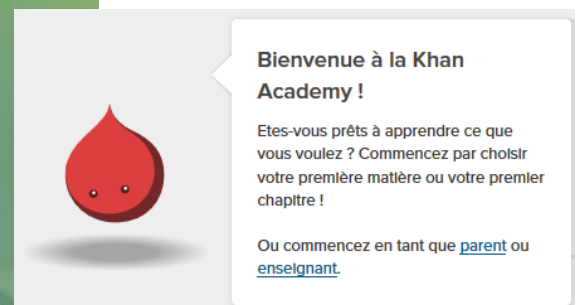 Bienvenue à la Khan
Academy !
Etes-vous prêts à apprendre ce que
vous voulez ? Commencez par choisir
votre première matière ou votre premier
chapitre !
Ou commencez en tant que parent ou
enseignant.